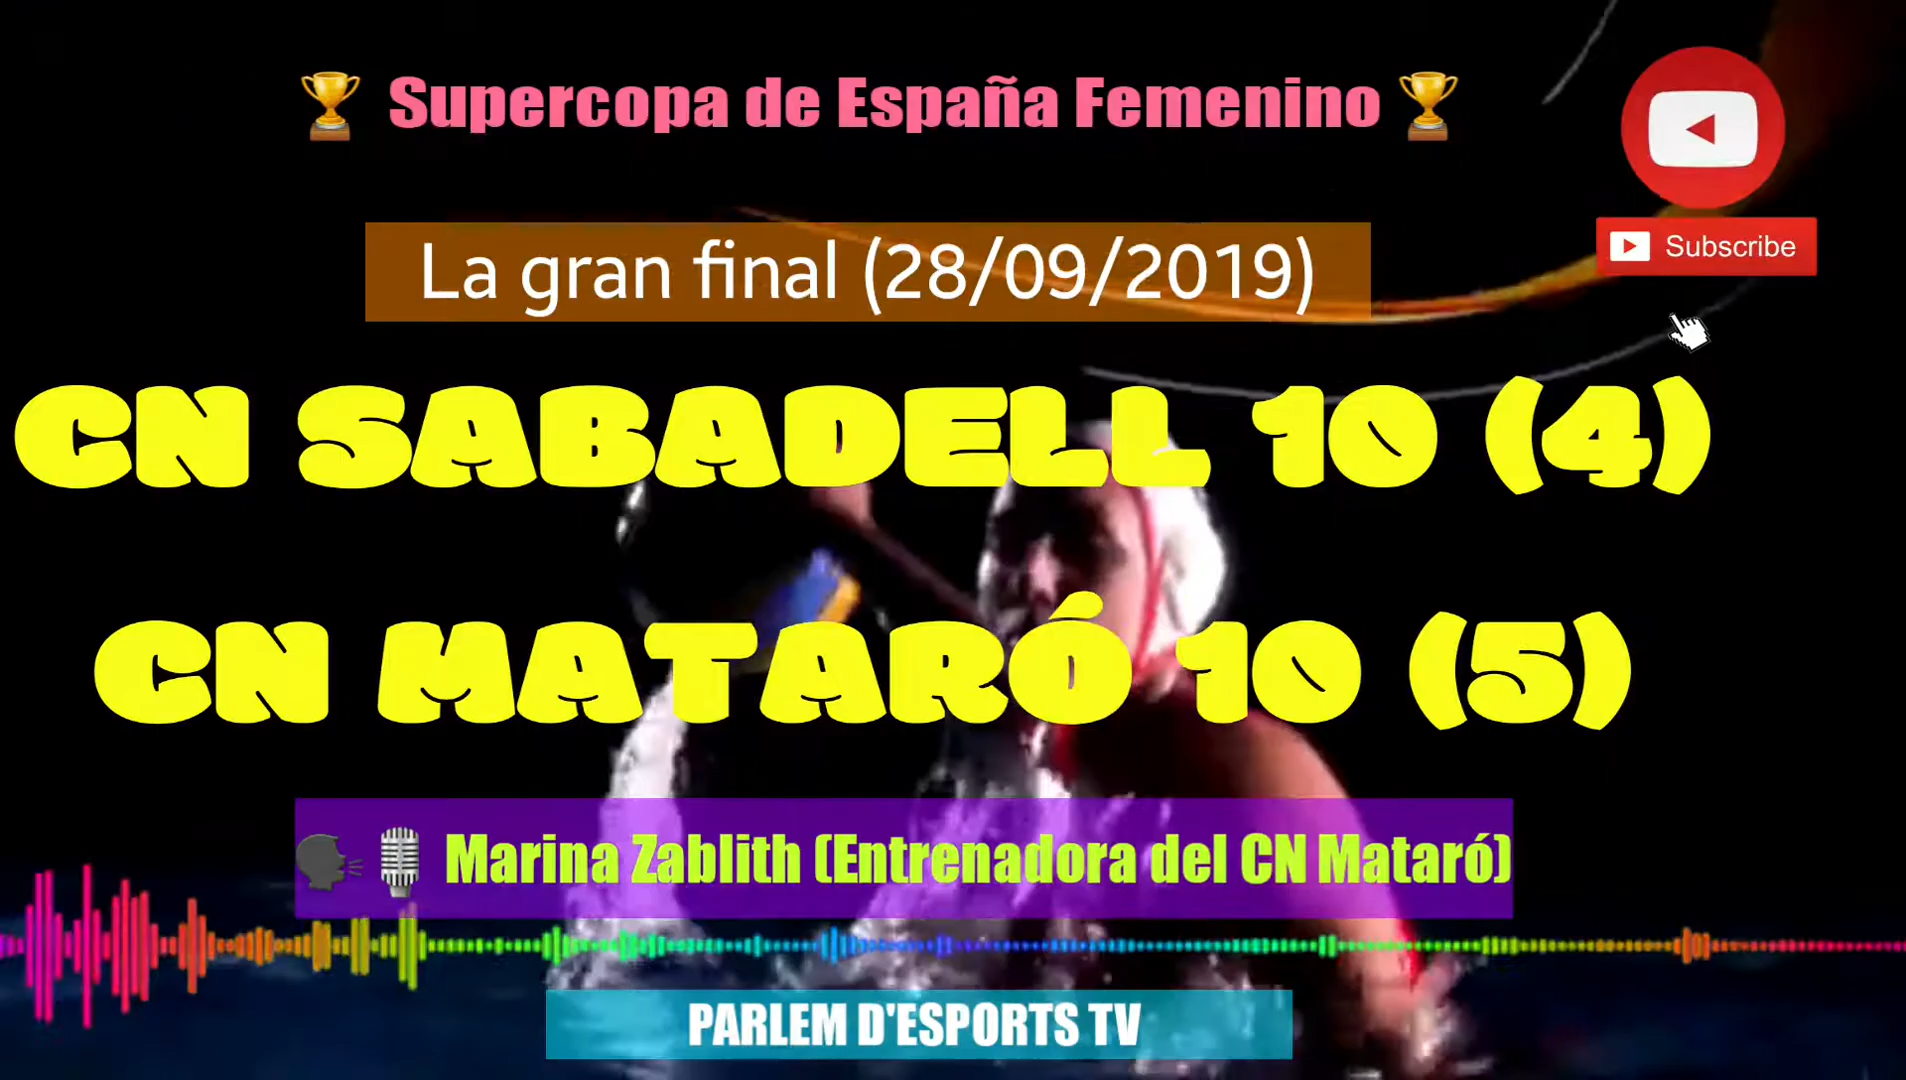 🏆 Supercopa de España Femenino 🏆
La gran final (28/09/2019)
Subscribe
CN SABADELL 10 (4)
CN MATARÓ 10 (5)
🗣🎙 Marina Zablith (Entrenadora del CN Mataró)
PARLEM D'ESPORTS TV